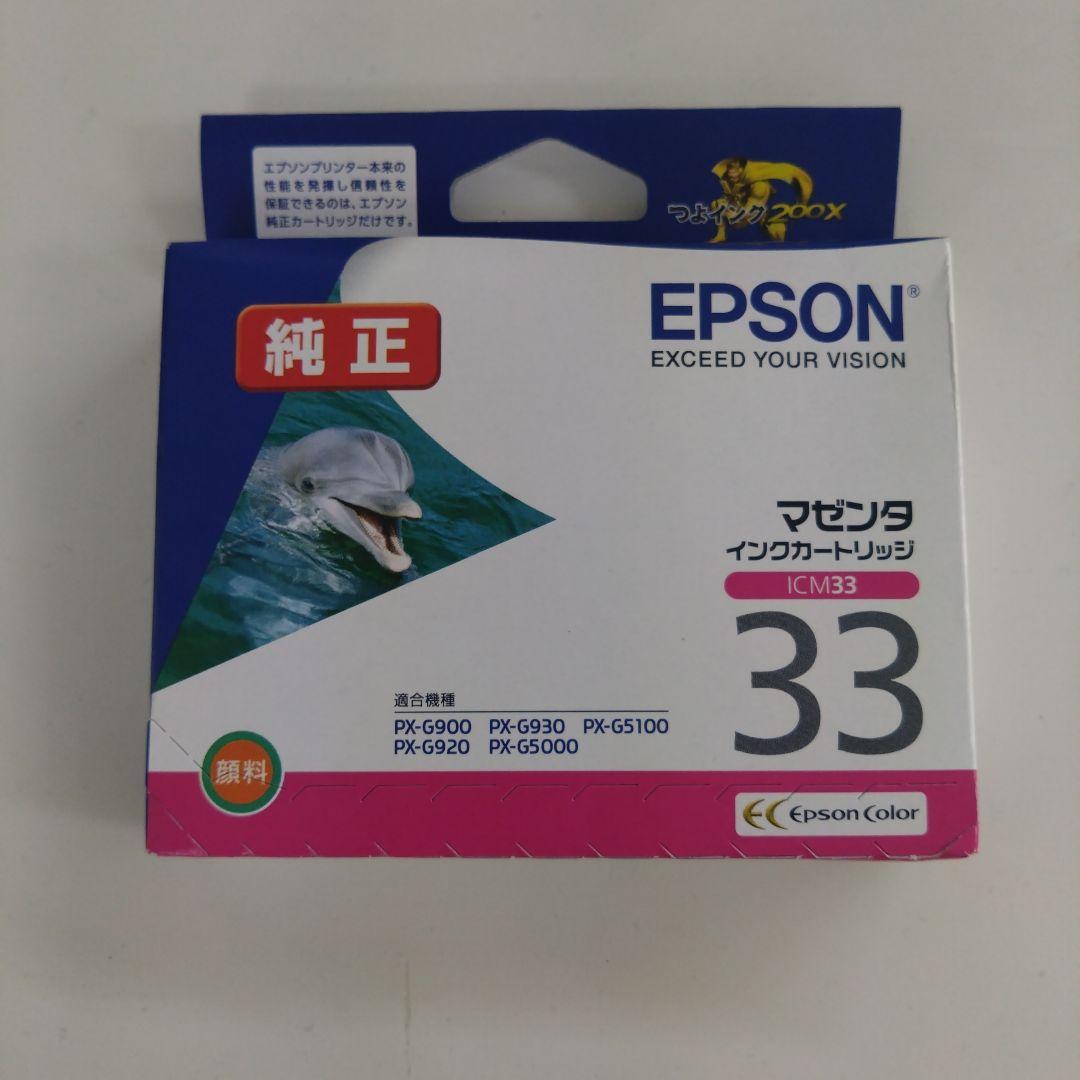 エプソンプリンター本来の
性能を発揮し信頼性を
保証できるのは、エプソン
純正カートリッジだけです。
つよインク200X
純正
EPSON®
EXCEED YOUR VISION
マゼンタ
インクカートリッジ
ICM33
33
適合機種
PX-G900 PX-G930 PX-G5100
PX-G920 PX-G5000
顔料
EC Epson Color